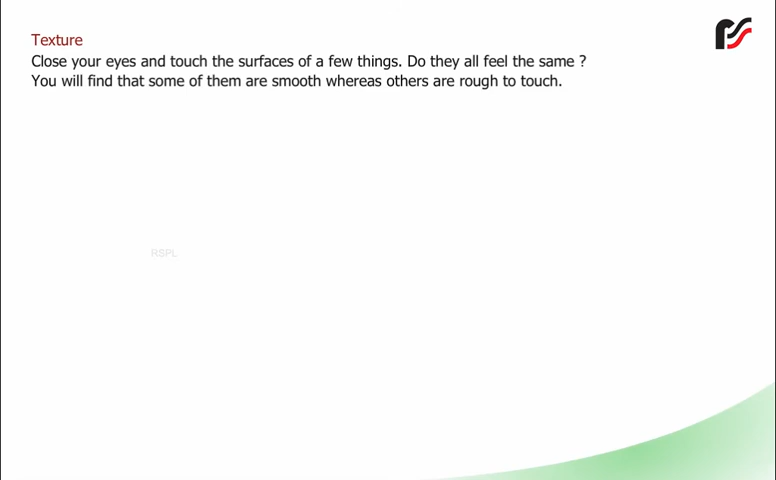 Texture
Close your eyes and touch the surfaces of a few things. Do they all feel the same ?
You will find that some of them are smooth whereas others are rough to touch.
RSPL